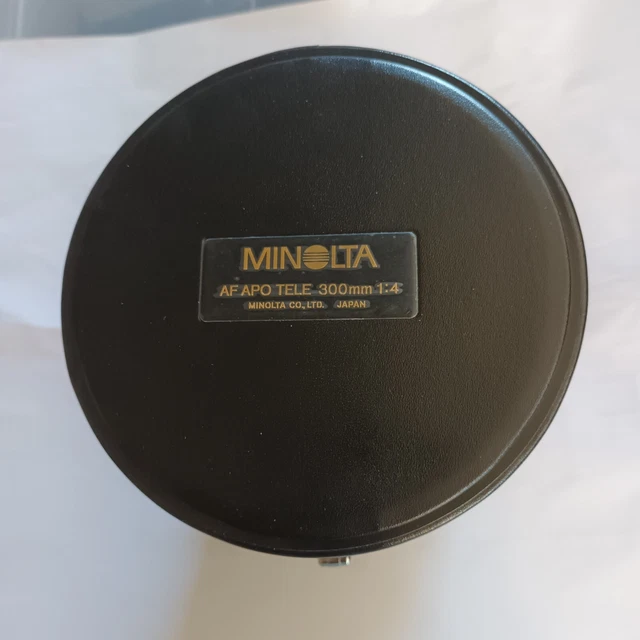 MINOLTA
AF APO TELE 300mm 1:4
MINOLTA CO., LTD. JAPAN